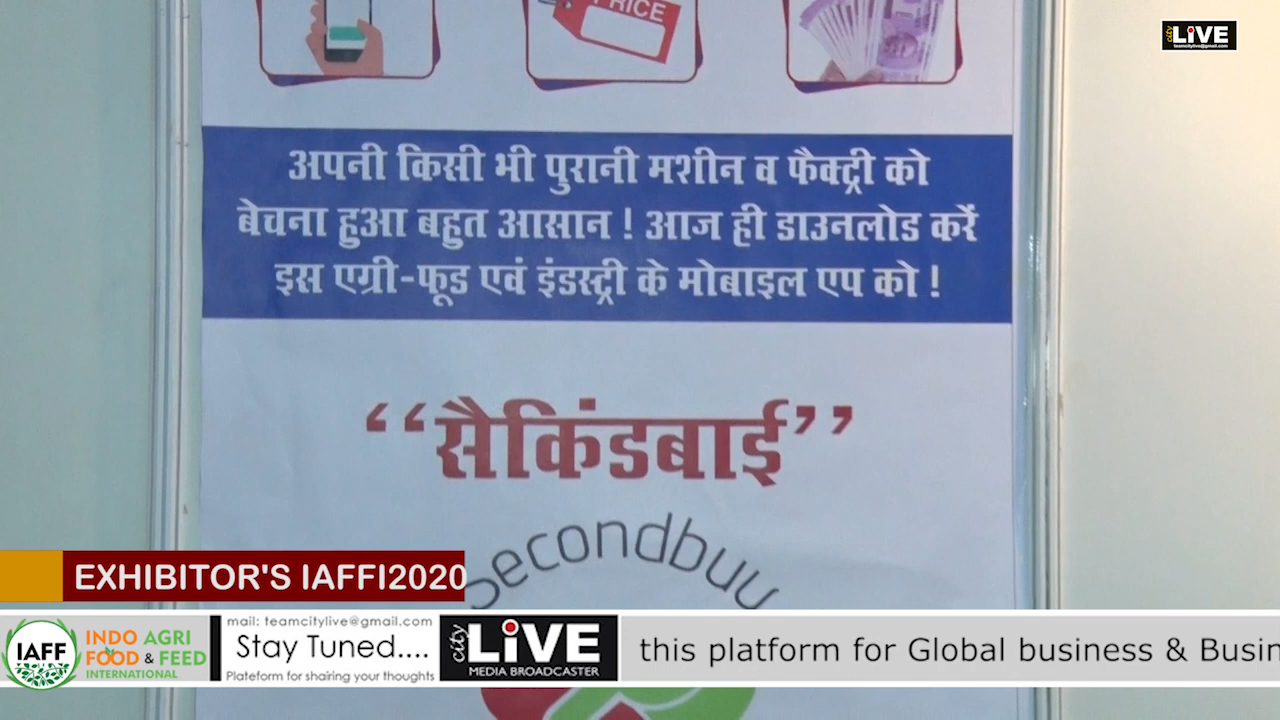 PRICE
city LiVE
teamcitylive@gmail.com
अपनी किसी भी पुरानी मशीन व फैक्ट्री को
बेचना हुआ बहुत आसान ! आज ही डाउनलोड करें
इस एग्री-फूड एवं इंडस्ट्री के मोबाइल एप को !
‘‘सैकिंडबाई’’
EXHIBITOR'S IAFFI2020
IAFF
INDO AGRI
FOOD & FEED
INTERNATIONAL
mail: teamcitylive@gmail.com
Stay Tuned....
Plateform for sharing your thoughts
city LiVE
MEDIA BROADCASTER
this platform for Global business & Busin